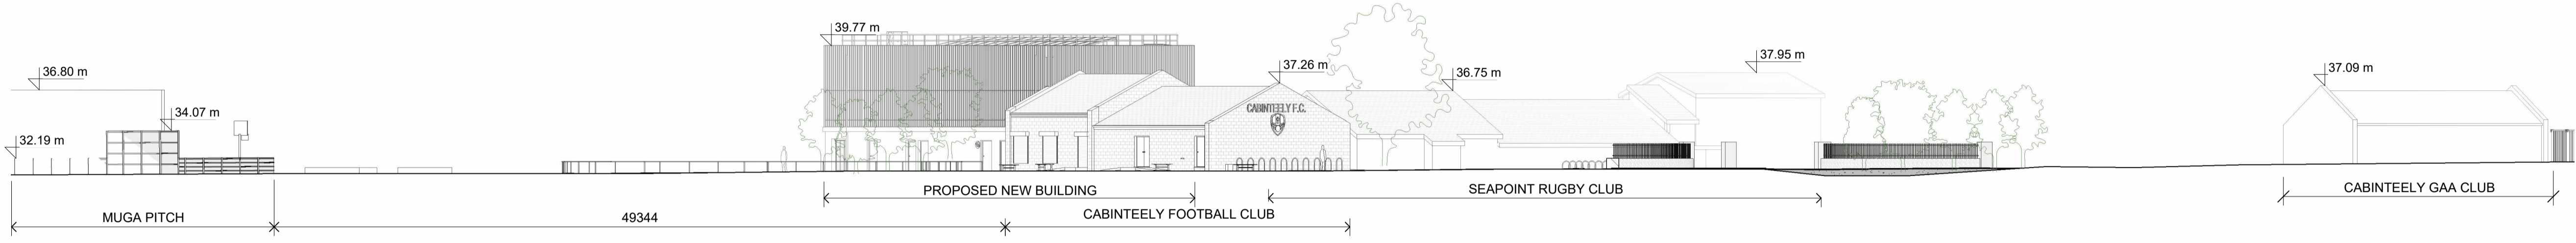 39.77 m
37.26 m
37.95 m
36.80 m
36.75 m
37.09 m
34.07 m
CABINTEELY F.C.
32.19 m
PROPOSED NEW BUILDING
SEAPOINT RUGBY CLUB
CABINTEELY GAA CLUB
MUGA PITCH
49344
CABINTEELY FOOTBALL CLUB